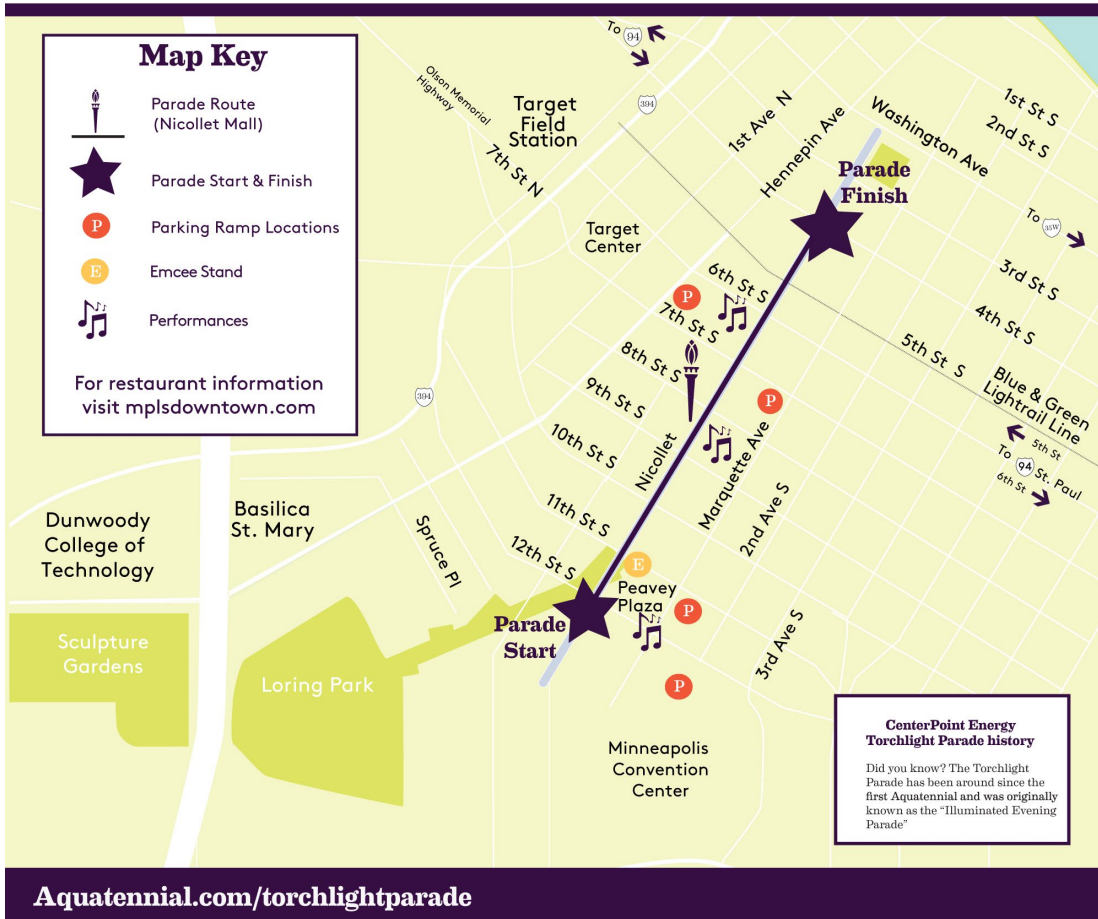 Map Key
Parade Route
(Nicollet Mall)
Parade Start & Finish
P
Parking Ramp Locations
E
Emcee Stand
Performances
For restaurant information
visit mplsdowntown.com
To 94
Olson Memorial
Highway
Target
Field
Station
394
7th St N
1st Ave N
Hennepin Ave
Washington Ave
1st St S
2nd St S
Parade
Finish
To 35W
Target
Center
3rd St S
4th St S
5th St S
6th St S
P
7th St S
8th St S
9th St S
10th St S
11th St S
12th St S
394
Nicollet
P
Marquette Ave
2nd Ave S
3rd Ave S
Blue & Green
Lightrail Line
5th St
To 94 St. Paul
6th St
Basilica
St. Mary
Dunwoody
College of
Technology
Spruce Pl
E
Peavey
Plaza
P
Parade
Start
P
Sculpture
Gardens
Loring Park
Minneapolis
Convention
Center
CenterPoint Energy
Torchlight Parade history
Did you know? The Torchlight
Parade has been around since the
first Aquatennial and was originally
known as the “Illuminated Evening
Parade”
Aquatennial.com/torchlightparade